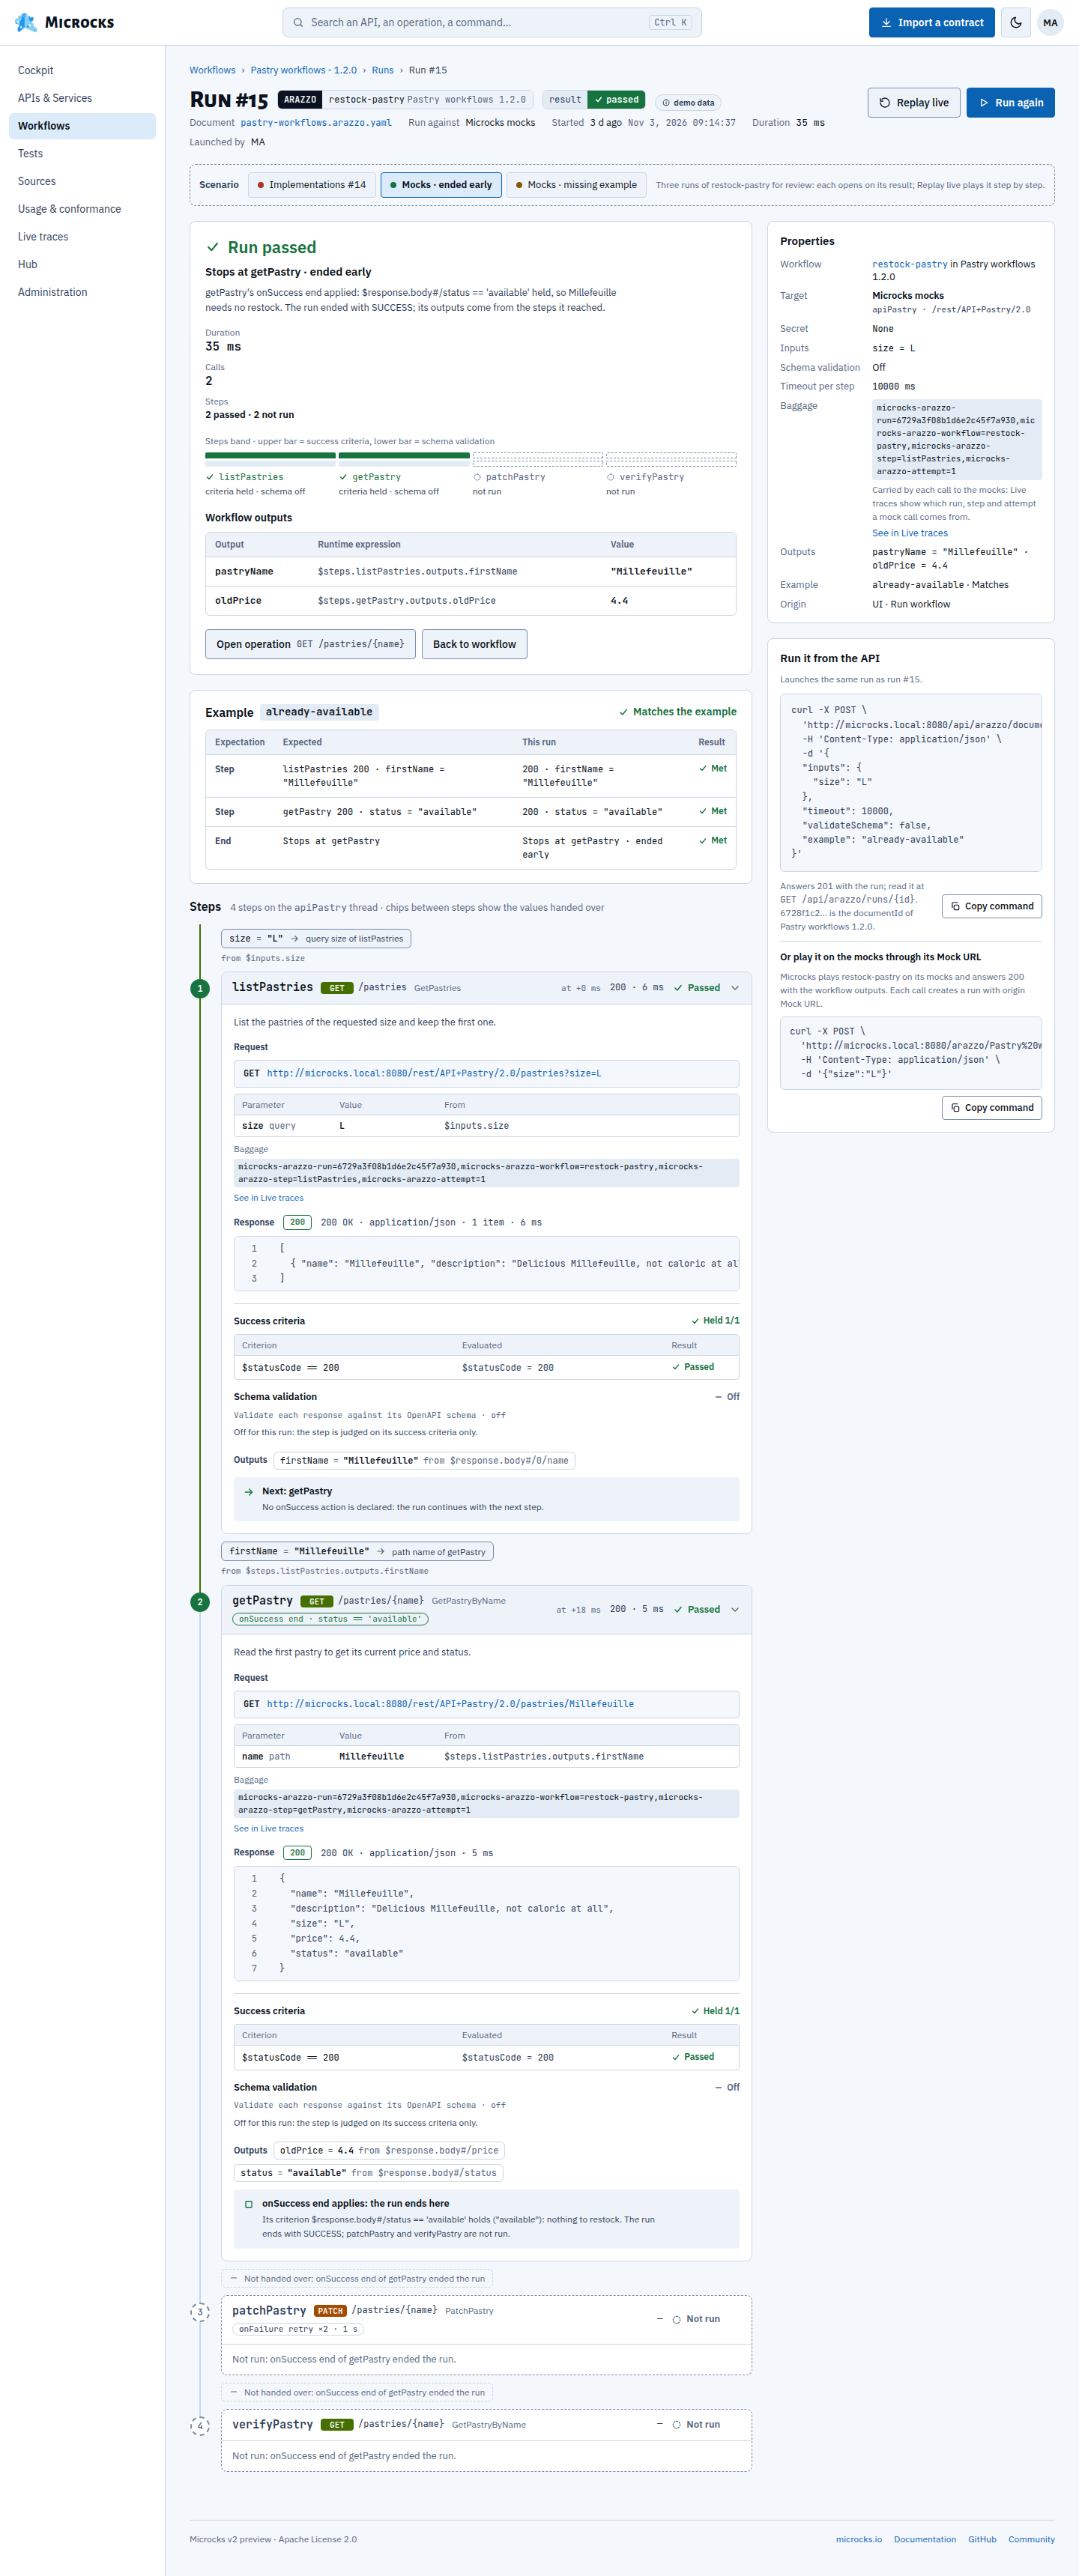 Microcks
Search an API, an operation, a command...
Ctrl K
Import a contract
MA
Cockpit
APIs & Services
Workflows
Tests
Sources
Usage & conformance
Live traces
Hub
Administration
Workflows › Pastry workflows - 1.2.0 › Runs › Run #15
Run #15 ARAZZO restock-pastry Pastry workflows 1.2.0 result passed demo data
Replay live
Run again
Document pastry-workflows.arazzo.yaml Run against Microcks mocks Started 3 d ago Nov 3, 2026 09:14:37 Duration 35 ms
Launched by MA
Scenario Implementations #14 Mocks · ended early Mocks · missing example Three runs of restock-pastry for review: each opens on its result; Replay live plays it step by step.
Run passed
Stops at getPastry · ended early
getPastry's onSuccess end applied: $response.body#/status == 'available' held, so Millefeuille
needs no restock. The run ended with SUCCESS; its outputs come from the steps it reached.
Duration
35 ms
Calls
2
Steps
2 passed · 2 not run
Steps band · upper bar = success criteria, lower bar = schema validation
listPastries getPastry patchPastry verifyPastry
criteria held · schema off criteria held · schema off not run not run
Workflow outputs
Output Runtime expression Value
pastryName $steps.listPastries.outputs.firstName "Millefeuille"
oldPrice $steps.getPastry.outputs.oldPrice 4.4
Open operation GET /pastries/{name}
Back to workflow
Example already-available Matches the example
Expectation Expected This run Result
Step listPastries 200 · firstName = 200 · firstName = Met
"Millefeuille" "Millefeuille"
Step getPastry 200 · status = "available" 200 · status = "available" Met
End Stops at getPastry Stops at getPastry · ended Met
early
Steps 4 steps on the apiPastry thread · chips between steps show the values handed over
size = "L" → query size of listPastries
from $inputs.size
1
listPastries GET /pastries GetPastries at +0 ms 200 · 6 ms Passed
List the pastries of the requested size and keep the first one.
Request
GET http://microcks.local:8080/rest/API+Pastry/2.0/pastries?size=L
Parameter Value From
size query L $inputs.size
Baggage
microcks-arazzo-run=6729a3f08b1d6e2c45f7a930,microcks-arazzo-workflow=restock-pastry,microcks-
arazzo-step=listPastries,microcks-arazzo-attempt=1
See in Live traces
Response 200 200 OK · application/json · 1 item · 6 ms
1 [
2 { "name": "Millefeuille", "description": "Delicious Millefeuille, not caloric at al
3 ]
Success criteria Held 1/1
Criterion Evaluated Result
$statusCode == 200 $statusCode = 200 Passed
Schema validation — Off
Validate each response against its OpenAPI schema · off
Off for this run: the step is judged on its success criteria only.
Outputs firstName = "Millefeuille" from $response.body#/0/name
→ Next: getPastry
No onSuccess action is declared: the run continues with the next step.
firstName = "Millefeuille" → path name of getPastry
from $steps.listPastries.outputs.firstName
2
getPastry GET /pastries/{name} GetPastryByName at +18 ms 200 · 5 ms Passed
onSuccess end · status == 'available'
Read the first pastry to get its current price and status.
Request
GET http://microcks.local:8080/rest/API+Pastry/2.0/pastries/Millefeuille
Parameter Value From
name path Millefeuille $steps.listPastries.outputs.firstName
Baggage
microcks-arazzo-run=6729a3f08b1d6e2c45f7a930,microcks-arazzo-workflow=restock-pastry,microcks-
arazzo-step=getPastry,microcks-arazzo-attempt=1
See in Live traces
Response 200 200 OK · application/json · 5 ms
1 {
2 "name": "Millefeuille",
3 "description": "Delicious Millefeuille, not caloric at all",
4 "size": "L",
5 "price": 4.4,
6 "status": "available"
7 }
Success criteria Held 1/1
Criterion Evaluated Result
$statusCode == 200 $statusCode = 200 Passed
Schema validation — Off
Validate each response against its OpenAPI schema · off
Off for this run: the step is judged on its success criteria only.
Outputs oldPrice = 4.4 from $response.body#/price
status = "available" from $response.body#/status
onSuccess end applies: the run ends here
Its criterion $response.body#/status == 'available' holds ("available"): nothing to restock. The run
ends with SUCCESS; patchPastry and verifyPastry are not run.
— Not handed over: onSuccess end of getPastry ended the run
3
patchPastry PATCH /pastries/{name} PatchPastry — Not run
onFailure retry ×2 · 1 s
Not run: onSuccess end of getPastry ended the run.
— Not handed over: onSuccess end of getPastry ended the run
4
verifyPastry GET /pastries/{name} GetPastryByName — Not run
Not run: onSuccess end of getPastry ended the run.
Properties
Workflow restock-pastry in Pastry workflows
1.2.0
Target Microcks mocks
apiPastry · /rest/API+Pastry/2.0
Secret None
Inputs size = L
Schema validation Off
Timeout per step 10000 ms
Baggage microcks-arazzo-
run=6729a3f08b1d6e2c45f7a930,mic
rocks-arazzo-workflow=restock-
pastry,microcks-arazzo-
step=listPastries,microcks-
arazzo-attempt=1
Carried by each call to the mocks: Live
traces show which run, step and attempt
a mock call comes from.
See in Live traces
Outputs pastryName = "Millefeuille" ·
oldPrice = 4.4
Example already-available · Matches
Origin UI · Run workflow
Run it from the API
Launches the same run as run #15.
curl -X POST \
'http://microcks.local:8080/api/arazzo/docume
-H 'Content-Type: application/json' \
-d '{
"inputs": {
"size": "L"
},
"timeout": 10000,
"validateSchema": false,
"example": "already-available"
}'
Answers 201 with the run; read it at
GET /api/arazzo/runs/{id}.
6728f1c2... is the documentId of
Pastry workflows 1.2.0.
Copy command
Or play it on the mocks through its Mock URL
Microcks plays restock-pastry on its mocks and answers 200
with the workflow outputs. Each call creates a run with origin
Mock URL.
curl -X POST \
'http://microcks.local:8080/arazzo/Pastry%20w
-H 'Content-Type: application/json' \
-d '{"size":"L"}'
Copy command
Microcks v2 preview · Apache License 2.0
microcks.io Documentation GitHub Community